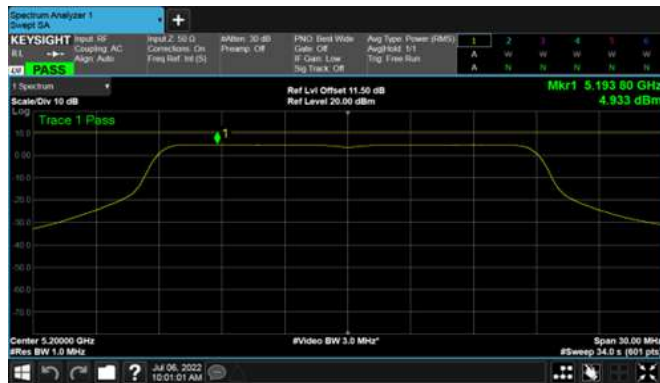 Spectrum Analyzer 1
Swept SA
+
KEYSIGHT Input: RF
RL Coupling: AC
Align: Auto
Input Z: 50 Ω
Corrections: On
Freq Ref: Int (S)
#Atten: 30 dB
Preamp: Off
PNO: Best Wide
Gate: Off
IF Gain: Low
Sig Track: Off
Avg Type: Power (RMS)
Avg|Hold: 1/1
Trig: Free Run
1 2 3 4 5 6
A W W W W W
A N N N N N
PASS
1 Spectrum
Scale/Div 10 dB
Ref Lvl Offset 11.50 dB
Ref Level 20.00 dBm
Mkr1 5.193 80 GHz
4.933 dBm
Log
Trace 1 Pass
1
10.0
0.00
-10.0
-20.0
-30.0
-40.0
-50.0
-60.0
-70.0
Center 5.20000 GHz
#Res BW 1.0 MHz
#Video BW 3.0 MHz*
Span 30.00 MHz
#Sweep 34.0 s (601 pts)
?
Jul 06, 2022
10:01:01 AM